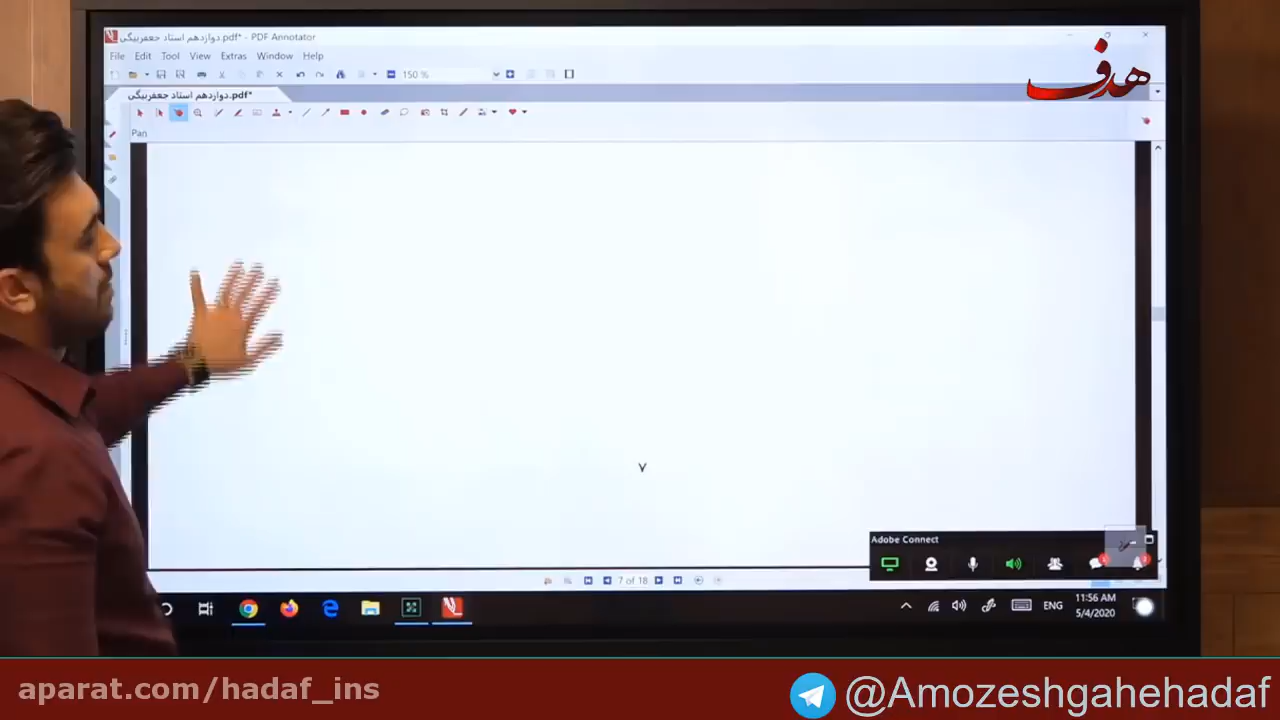 دوازدهم استاد جعفربیگی.pdf* - PDF Annotator
هدف
File Edit Tool View Extras Window Help
150 %
دوازدهم استاد جعفربیگی.pdf*
Pan
۷
Adobe Connect
7 of 18
ENG
11:56 AM
5/4/2020
aparat.com/hadaf_ins
@Amozeshgahehadaf